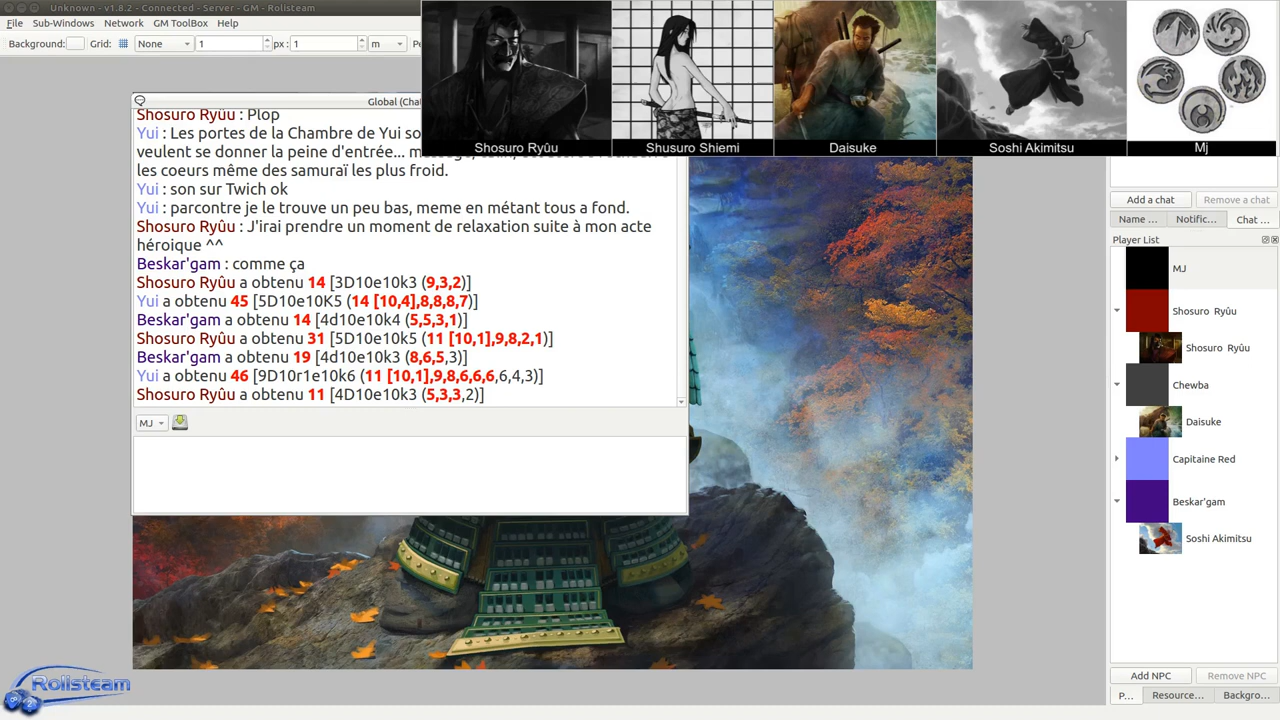 Unknown - v1.8.2 - Connected - Server - GM - Rolisteam
File Sub-Windows Network GM ToolBox Help
Background: Grid: None 1 px : 1 m
Global (Chat
Shosuro Ryûu : Plop
Yui : Les portes de la Chambre de Yui so
veulent se donner la peine d'entrée...
les coeurs même des samuraï les plus froid.
Yui : son sur Twich ok
Yui : parcontre je le trouve un peu bas, meme en métant tous a fond.
Shosuro Ryûu : J'irai prendre un moment de relaxation suite à mon acte
héroique ^^
Beskar'gam : comme ça
Shosuro Ryûu a obtenu 14 [3D10e10k3 (9,3,2)]
Yui a obtenu 45 [5D10e10K5 (14 [10,4],8,8,8,7)]
Beskar'gam a obtenu 14 [4d10e10k4 (5,5,3,1)]
Shosuro Ryûu a obtenu 31 [5D10e10k5 (11 [10,1],9,8,2,1)]
Beskar'gam a obtenu 19 [4d10e10k3 (8,6,5,3)]
Yui a obtenu 46 [9D10r1e10k6 (11 [10,1],9,8,6,6,6,6,4,3)]
Shosuro Ryûu a obtenu 11 [4D10e10k3 (5,3,3,2)]
MJ
Shosuro Ryûu
Shusuro Shiemi
Daisuke
Soshi Akimitsu
Mj
Add a chat Remove a chat
Name ... Notific... Chat ...
Player List
MJ
Shosuro Ryûu
Shosuro Ryûu
Chewba
Daisuke
Capitaine Red
Beskar'gam
Soshi Akimitsu
Add NPC Remove NPC
P... Resource... Backgro...
Rolisteam